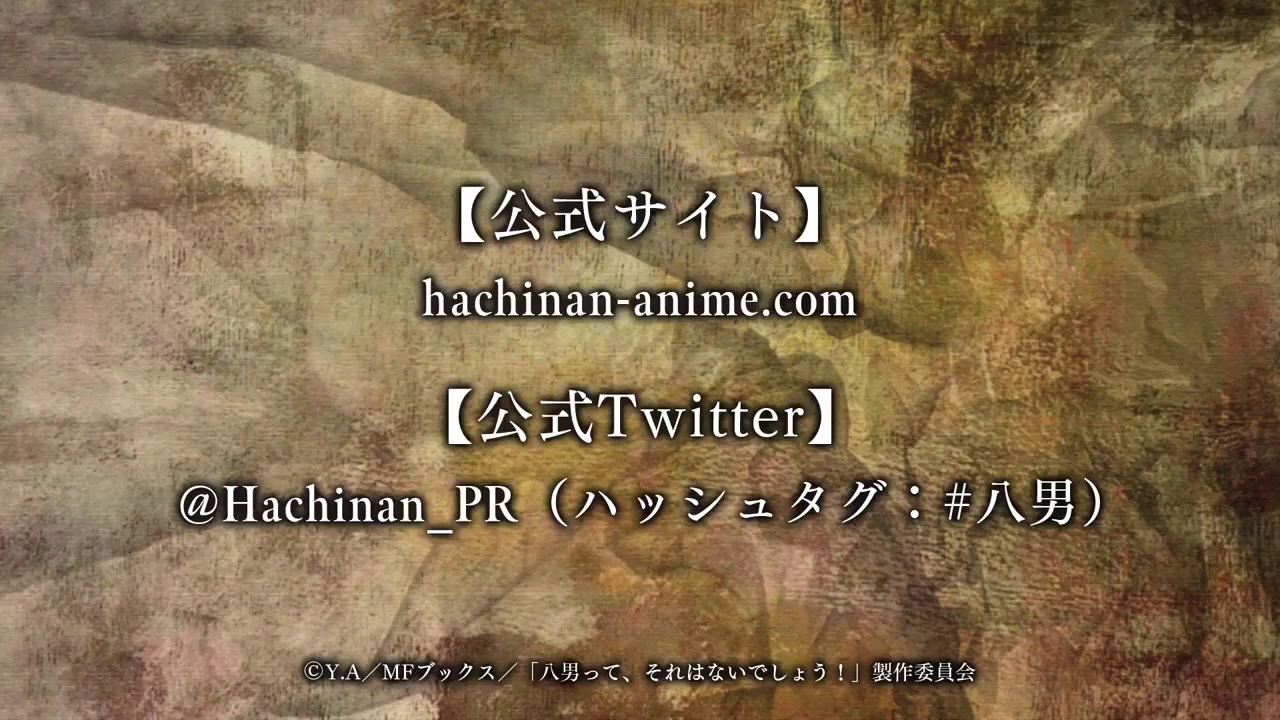 【公式サイト】
hachinan-anime.com
【公式Twitter】
@Hachinan_PR（ハッシュタグ：#八男）
©Y.A／MFブックス／「八男って、それはないでしょう！」製作委員会